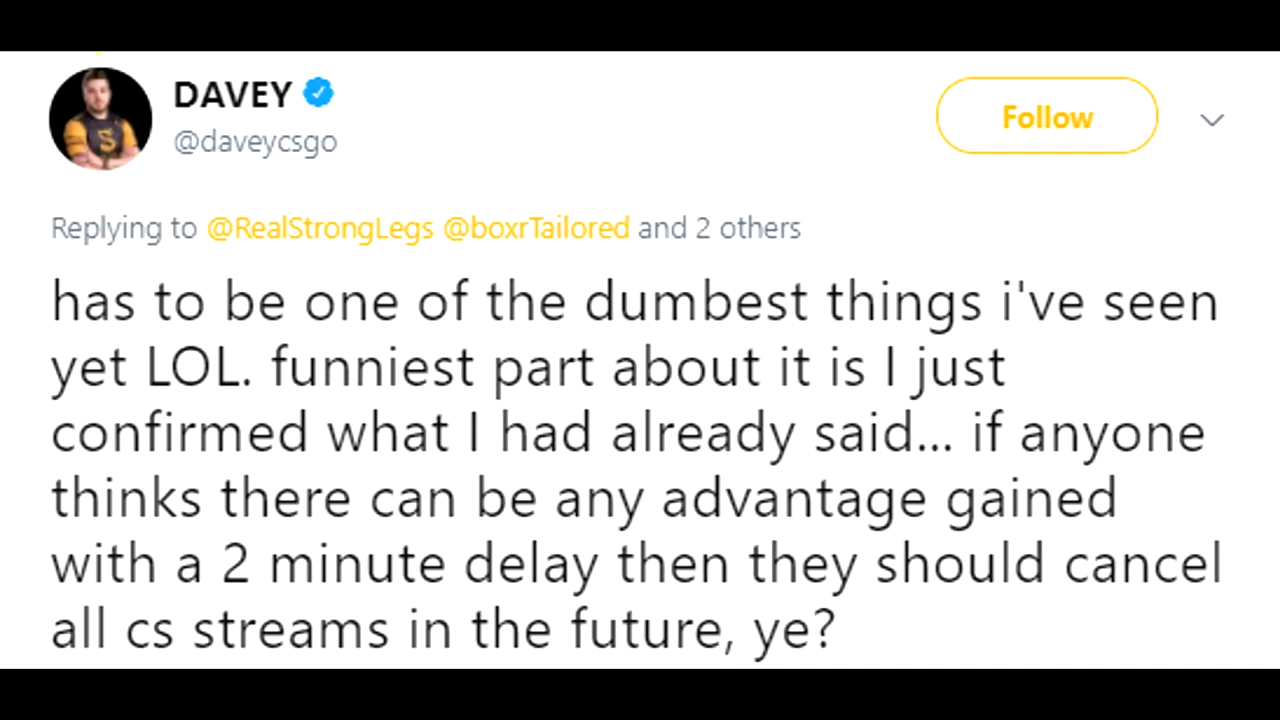 DAVEY
@daveycsgo
Follow
Replying to @RealStrongLegs @boxrTailored and 2 others
has to be one of the dumbest things i've seen
yet LOL. funniest part about it is I just
confirmed what I had already said... if anyone
thinks there can be any advantage gained
with a 2 minute delay then they should cancel
all cs streams in the future, ye?